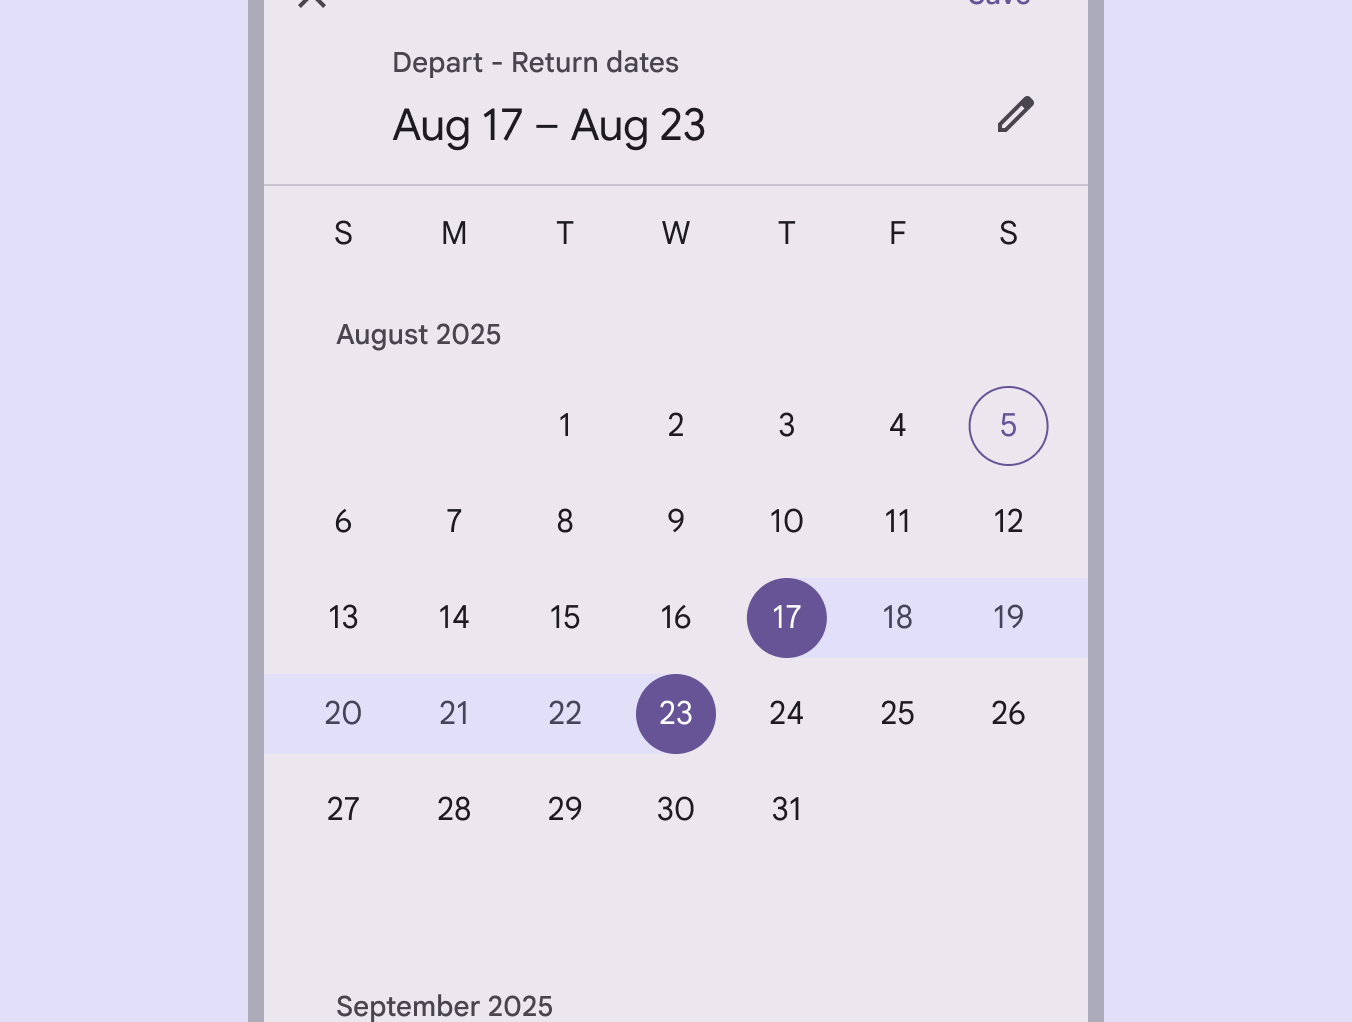 Save
Depart - Return dates
Aug 17 – Aug 23
S M T W T F S
August 2025
1 2 3 4 5
6 7 8 9 10 11 12
13 14 15 16 17 18 19
20 21 22 23 24 25 26
27 28 29 30 31
September 2025